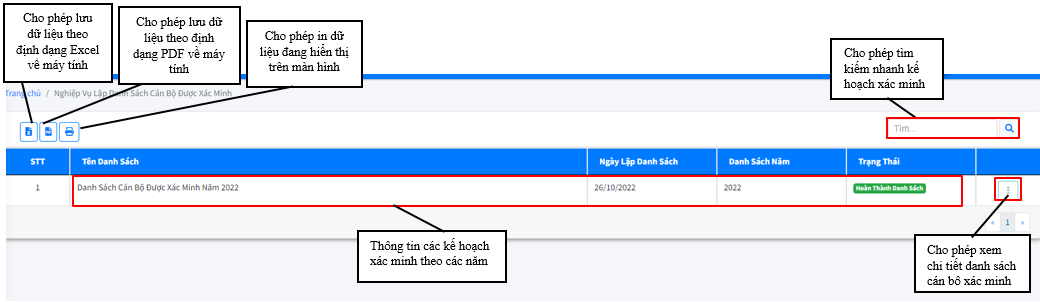 Cho phép lưu
dữ liệu theo
định dạng Excel
về máy tính
Cho phép lưu dữ
liệu theo định
dạng PDF về máy
tính
Cho phép in dữ
liệu đang hiển thị
trên màn hình
Cho phép tìm
kiếm nhanh kế
hoạch xác minh
Trang chủ / Nghiệp Vụ Lập Danh Sách Cán Bộ Được Xác Minh
Tìm...
STT Tên Danh Sách Ngày Lập Danh Sách Danh Sách Năm Trạng Thái
1 Danh Sách Cán Bộ Được Xác Minh Năm 2022 26/10/2022 2022 Hoàn Thành Danh Sách
« 1 »
Thông tin các kế hoạch
xác minh theo các năm
Cho phép xem
chi tiết danh sách
cán bô xác minh